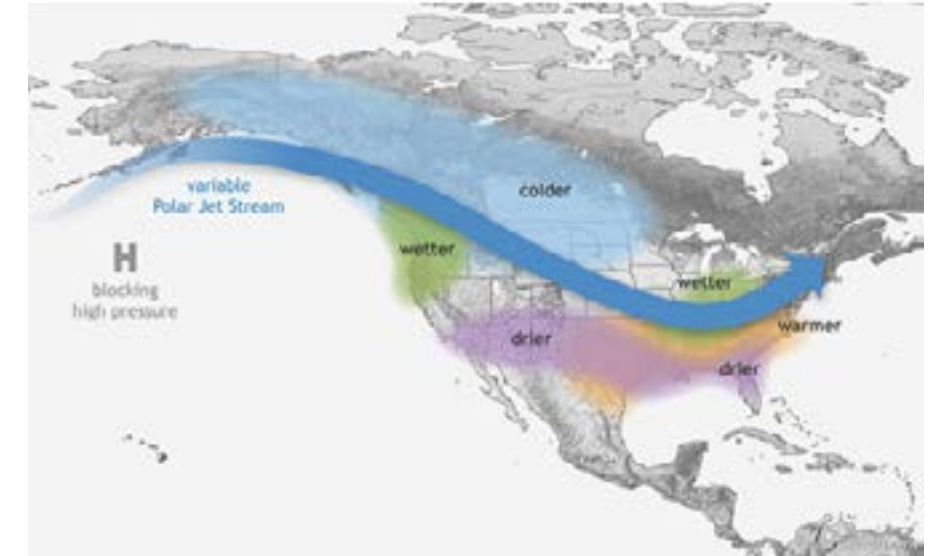 colder
variable
Polar Jet Stream
wetter
H
blocking
high pressure
wetter
warmer
drier
drier